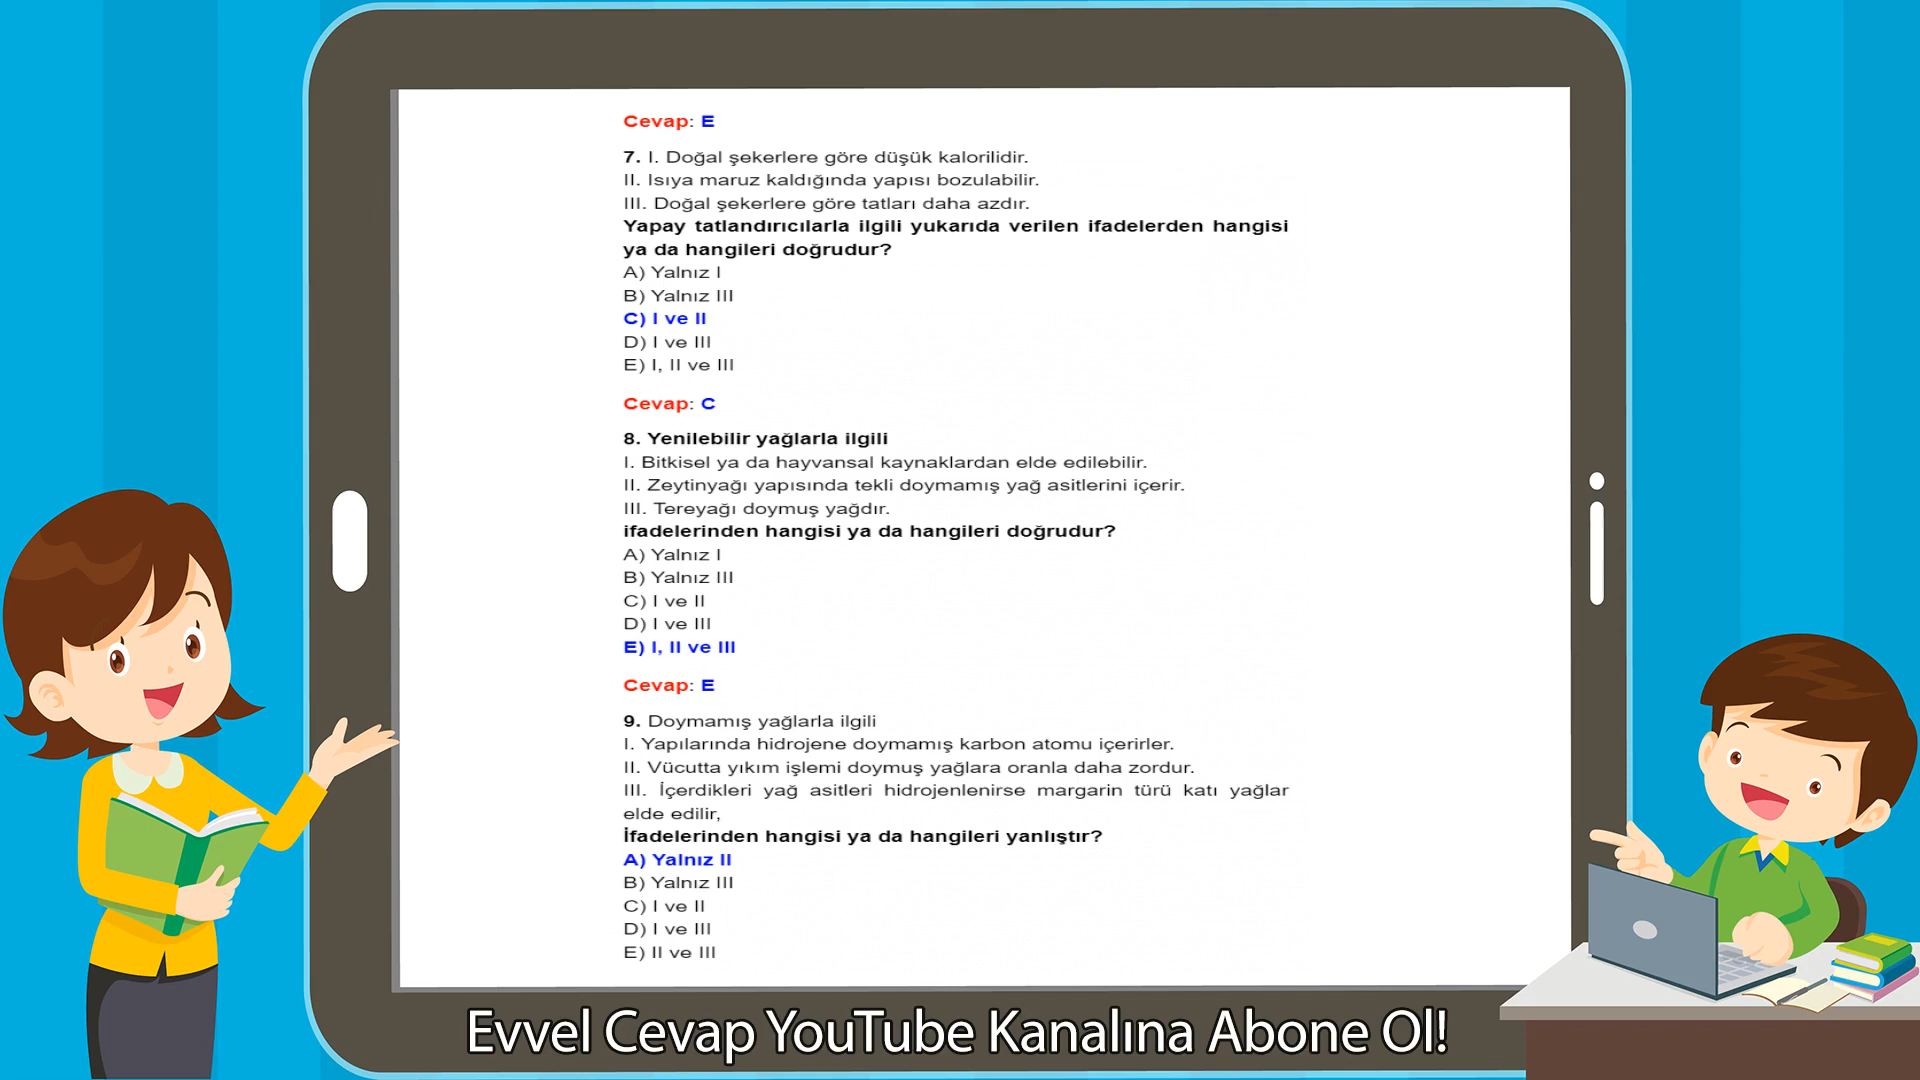 Cevap: E
7. I. Doğal şekerlere göre düşük kalorilidir.
II. Isıya maruz kaldığında yapısı bozulabilir.
III. Doğal şekerlere göre tatları daha azdır.
Yapay tatlandırıcılarla ilgili yukarıda verilen ifadelerden hangisi
ya da hangileri doğrudur?
A) Yalnız I
B) Yalnız III
C) I ve II
D) I ve III
E) I, II ve III
Cevap: C
8. Yenilebilir yağlarla ilgili
I. Bitkisel ya da hayvansal kaynaklardan elde edilebilir.
II. Zeytinyağı yapısında tekli doymamış yağ asitlerini içerir.
III. Tereyağı doymuş yağdır.
ifadelerinden hangisi ya da hangileri doğrudur?
A) Yalnız I
B) Yalnız III
C) I ve II
D) I ve III
E) I, II ve III
Cevap: E
9. Doymamış yağlarla ilgili
I. Yapılarında hidrojene doymamış karbon atomu içerirler.
II. Vücutta yıkım işlemi doymuş yağlara oranla daha zordur.
III. İçerdikleri yağ asitleri hidrojenlenirse margarin türü katı yağlar
elde edilir,
İfadelerinden hangisi ya da hangileri yanlıştır?
A) Yalnız II
B) Yalnız III
C) I ve II
D) I ve III
E) II ve III
Evvel Cevap YouTube Kanalına Abone Ol!